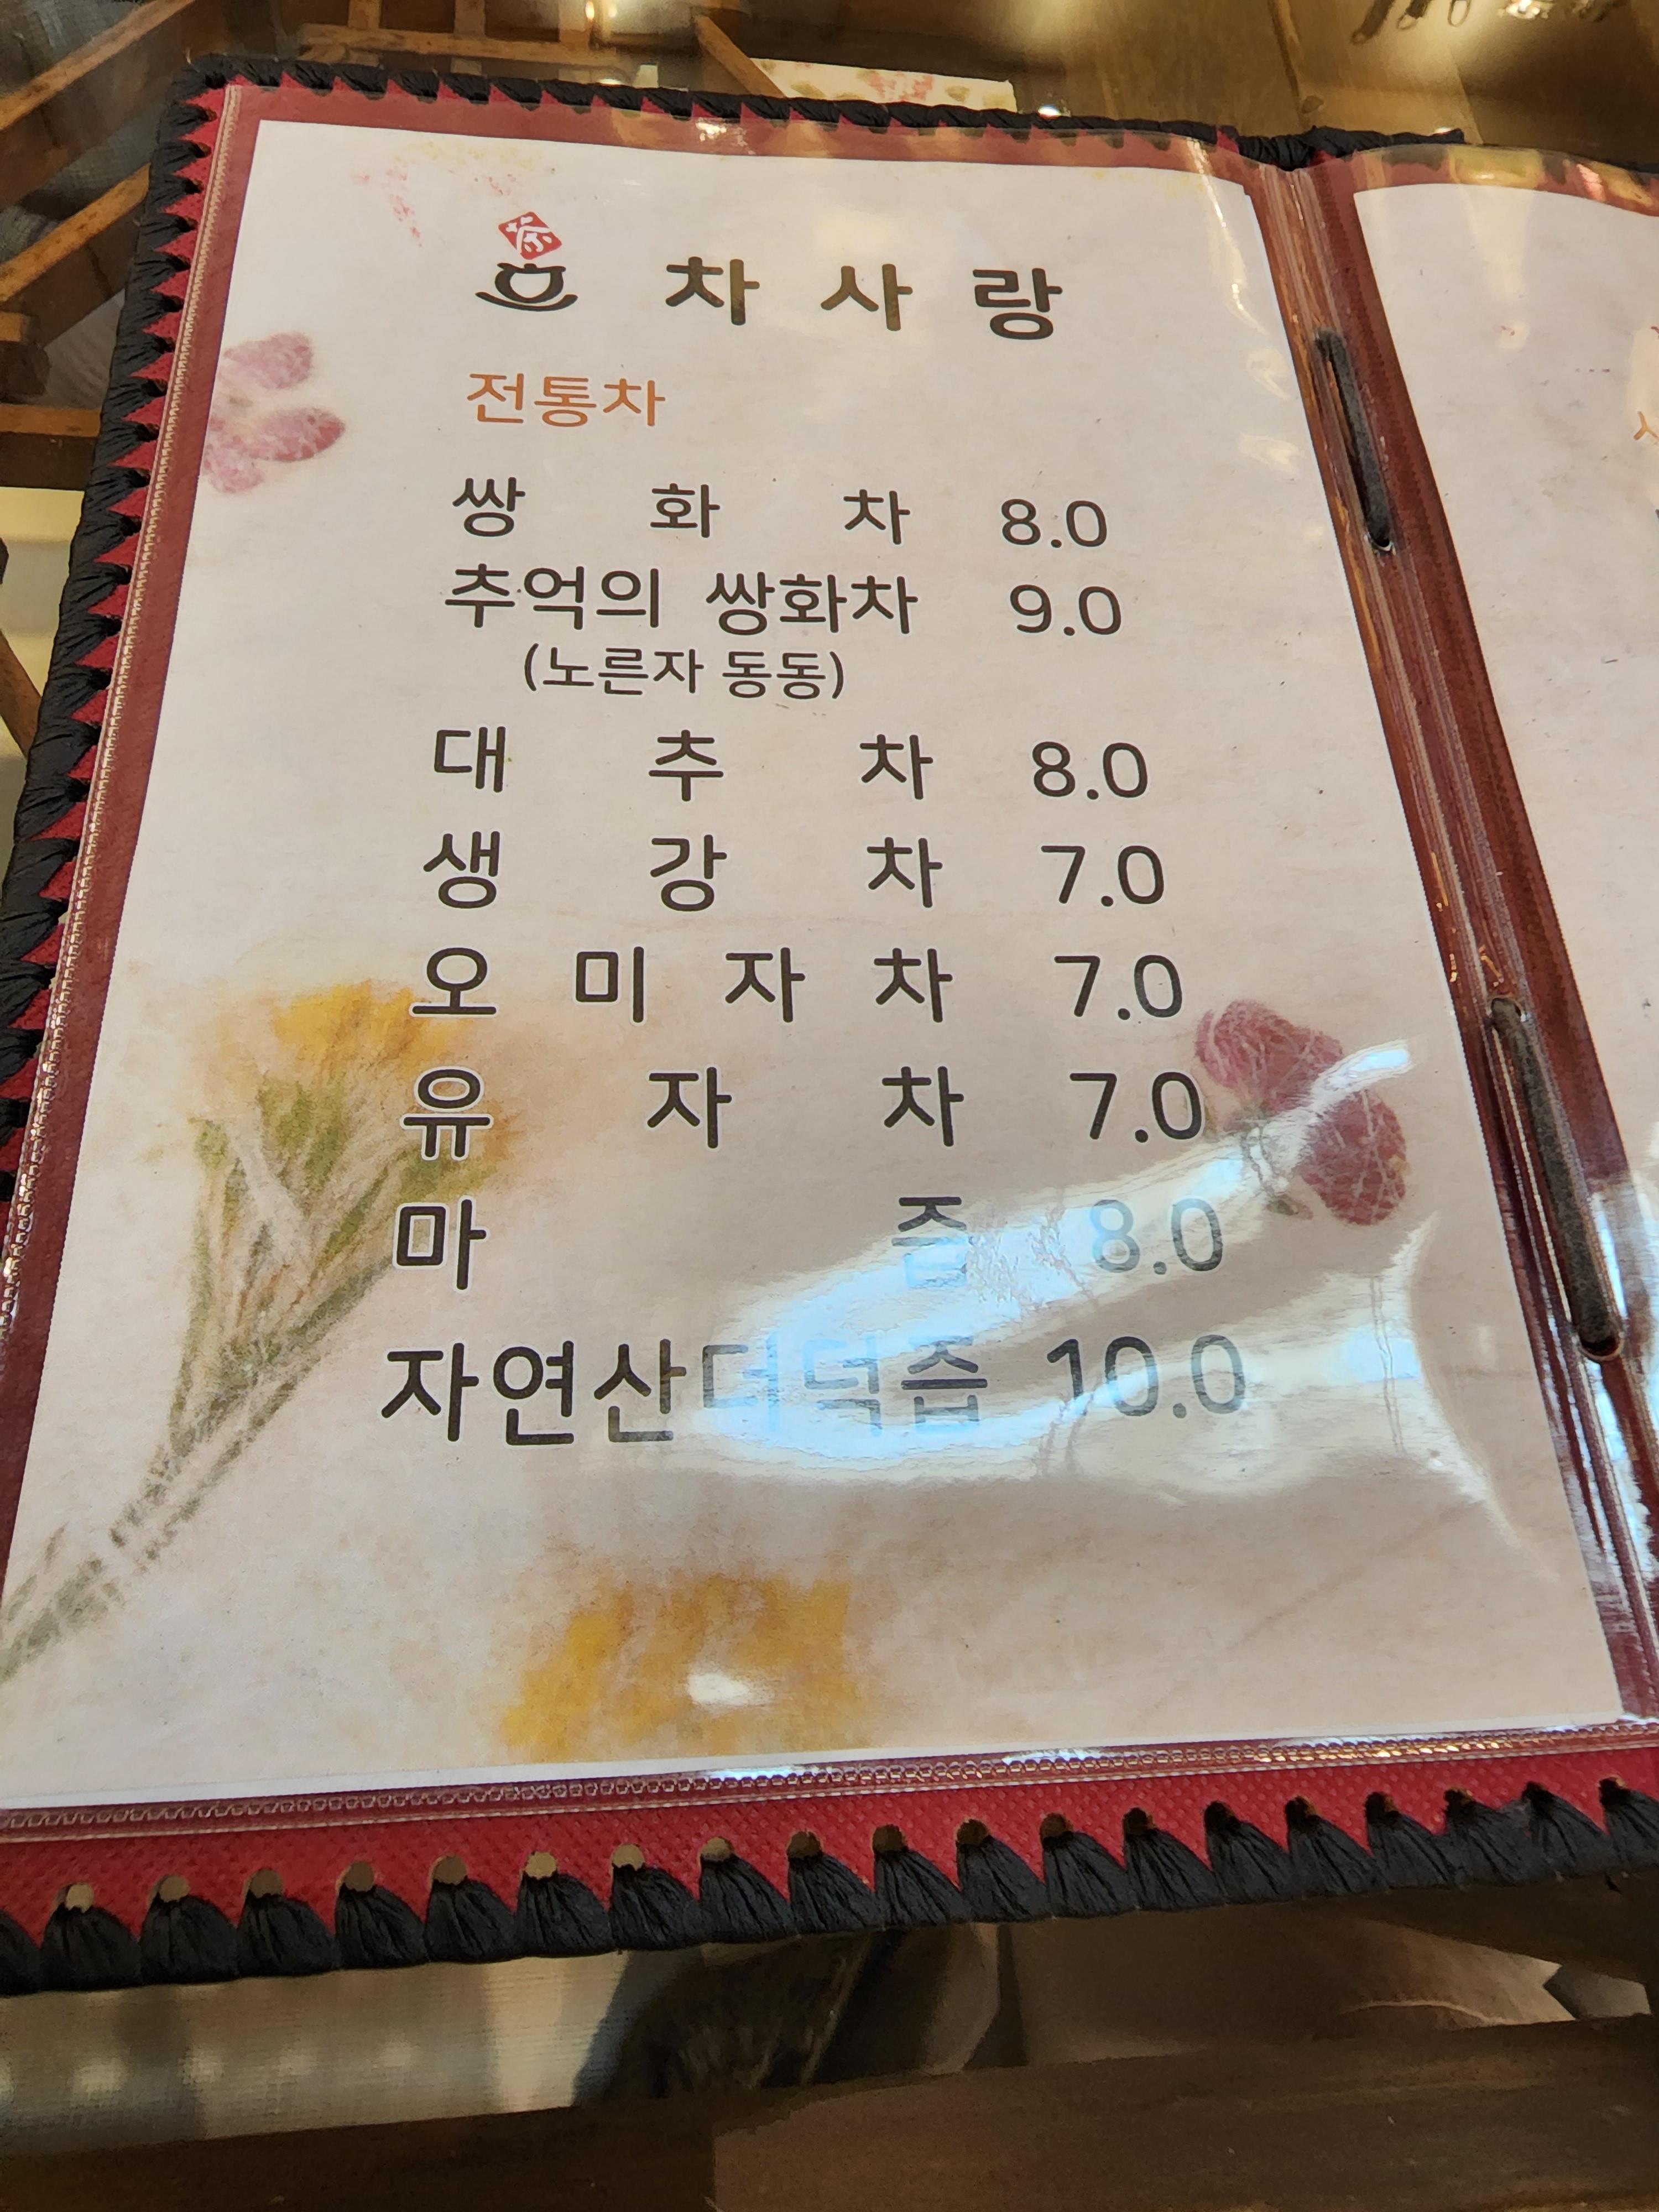 茶
차 사 랑
전통차
쌍 화 차 8.0
추억의 쌍화차 9.0
(노른자 동동)
대 추 차 8.0
생 강 차 7.0
오 미 자 차 7.0
유 자 차 7.0
마 즙 8.0
자연산더덕즙 10.0